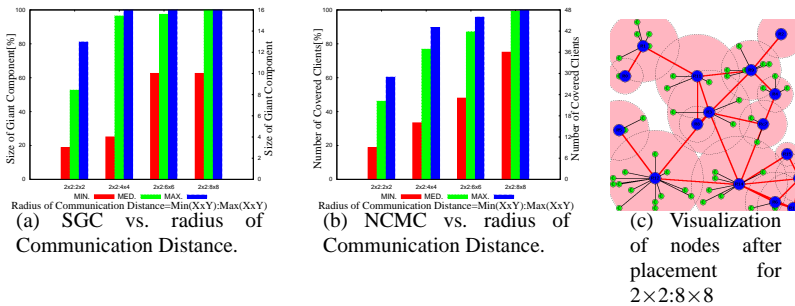 100
80
60
40
20
0
Size of Giant Component[%]
16
14
12
10
8
6
4
2
0
Size of Giant Component
2x2:2x2 2x2:4x4 2x2:6x6 2x2:8x8
MIN. MED. MAX.
Radius of Communication Distance=Min(XxY):Max(XxY)
(a) SGC vs. radius of
Communication Distance.
100
80
60
40
20
0
Number of Covered Clients[%]
48
42
36
30
24
18
12
6
0
Number of Covered Clients
2x2:2x2 2x2:4x4 2x2:6x6 2x2:8x8
MIN. MED. MAX.
Radius of Communication Distance=Min(XxY):Max(XxY)
(b) NCMC vs. radius of
Communication Distance.
(c) Visualization
of nodes after
placement for
2×2:8×8